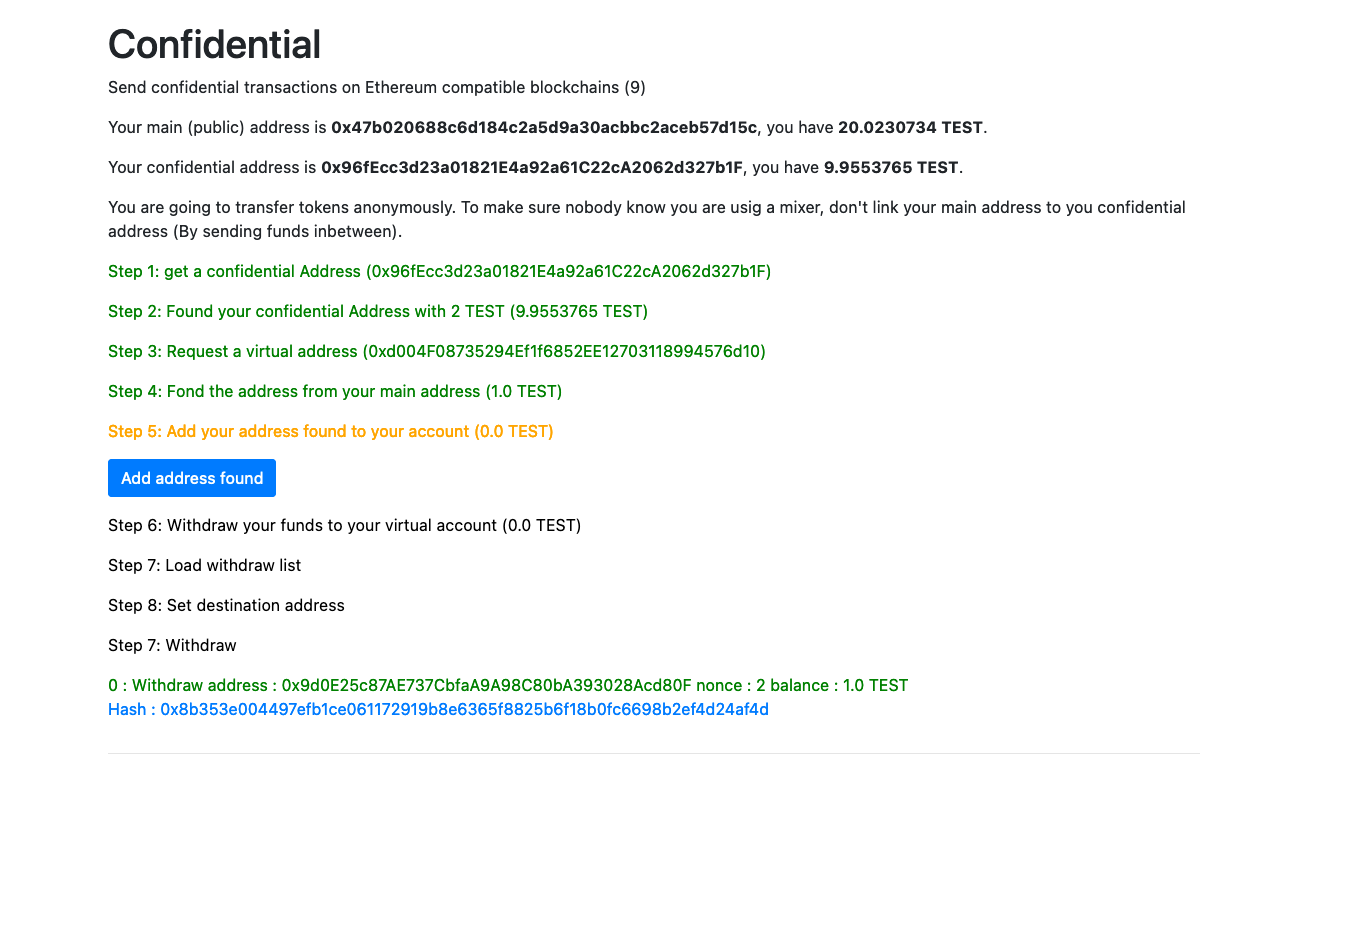 Confidential
Send confidential transactions on Ethereum compatible blockchains (9)
Your main (public) address is 0x47b020688c6d184c2a5d9a30acbbc2aceb57d15c, you have 20.0230734 TEST.
Your confidential address is 0x96fEcc3d23a01821E4a92a61C22cA2062d327b1F, you have 9.9553765 TEST.
You are going to transfer tokens anonymously. To make sure nobody know you are usig a mixer, don't link your main address to you confidential
address (By sending funds inbetween).
Step 1: get a confidential Address (0x96fEcc3d23a01821E4a92a61C22cA2062d327b1F)
Step 2: Found your confidential Address with 2 TEST (9.9553765 TEST)
Step 3: Request a virtual address (0xd004F08735294Ef1f6852EE12703118994576d10)
Step 4: Fond the address from your main address (1.0 TEST)
Step 5: Add your address found to your account (0.0 TEST)
Add address found
Step 6: Withdraw your funds to your virtual account (0.0 TEST)
Step 7: Load withdraw list
Step 8: Set destination address
Step 7: Withdraw
0 : Withdraw address : 0x9d0E25c87AE737CbfaA9A98C80bA393028Acd80F nonce : 2 balance : 1.0 TEST
Hash : 0x8b353e004497efb1ce061172919b8e6365f8825b6f18b0fc6698b2ef4d24af4d